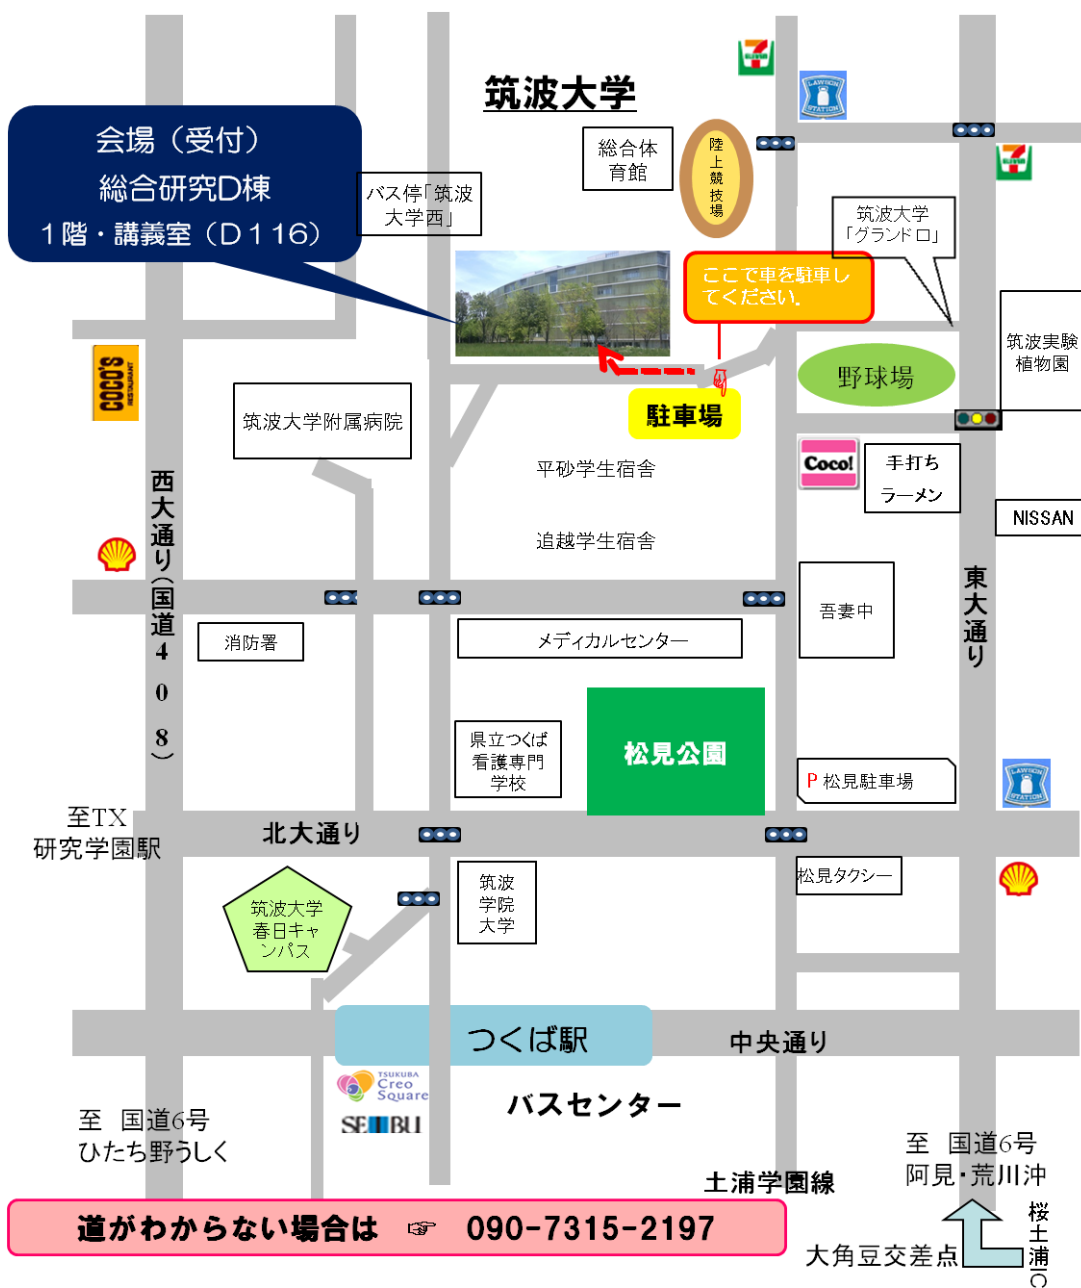 筑波大学
会場（受付）
総合研究D棟
1階・講義室（D116）
バス停「筑波
大学西」
総合体
育館
陸上競技場
LAWSON
STATION
筑波大学
「グランド口」
ここで車を駐車し
てください。
筑波実験
植物園
野球場
駐車場
COCO'S
RESTAURANT
筑波大学附属病院
平砂学生宿舎
追越学生宿舎
Coco!
手打ち
ラーメン
NISSAN
西大通り（国道408）
東大通り
消防署
メディカルセンター
吾妻中
県立つくば
看護専門
学校
松見公園
P 松見駐車場
LAWSON
STATION
至TX
研究学園駅
北大通り
筑波大学
春日キャ
ンパス
筑波
学院
大学
松見タクシー
つくば駅
中央通り
TSUKUBA
Creo
Square
SEIBU
バスセンター
至　国道6号
ひたち野うしく
至　国道6号
阿見・荒川沖
土浦学園線
道がわからない場合は ☞ 090-7315-2197
大角豆交差点
桜土浦IC